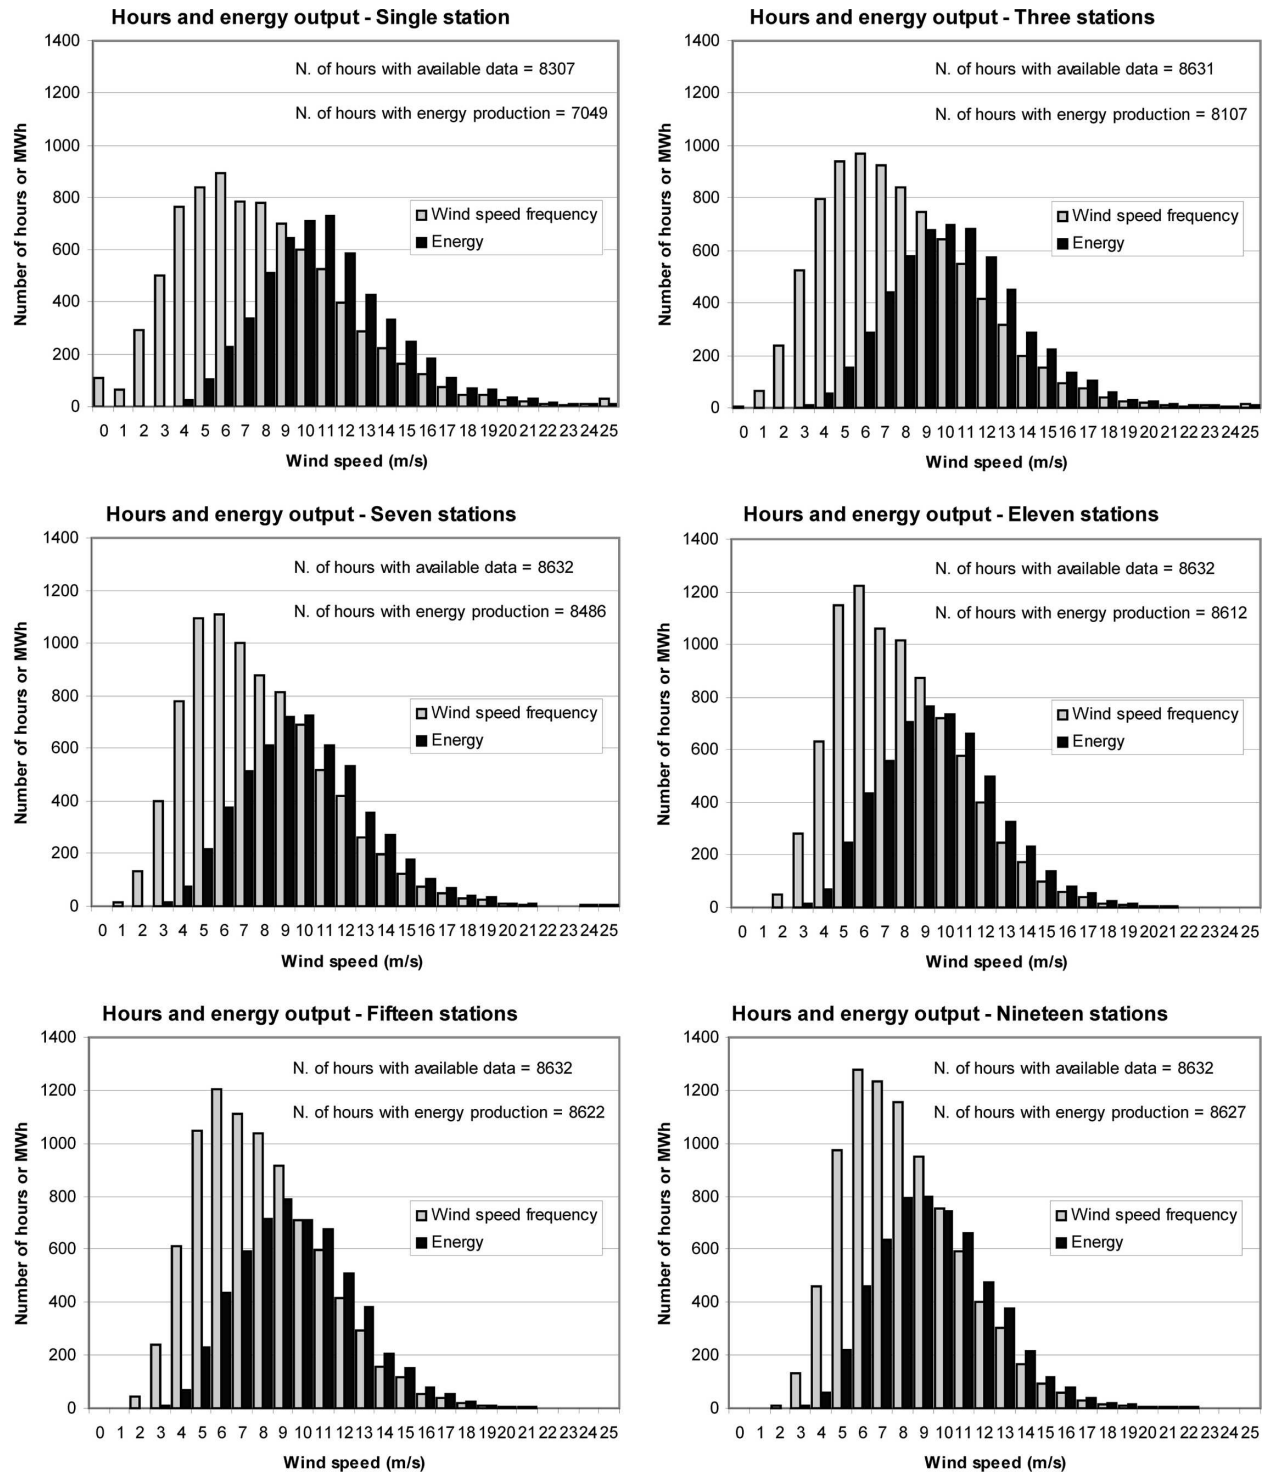 Hours and energy output - Single station
N. of hours with available data = 8307
N. of hours with energy production = 7049
Number of hours or MWh
1400
1200
1000
800
600
400
200
0
Wind speed frequency
Energy
0 1 2 3 4 5 6 7 8 9 10 11 12 13 14 15 16 17 18 19 20 21 22 23 24 25
Wind speed (m/s)
Hours and energy output - Three stations
N. of hours with available data = 8631
N. of hours with energy production = 8107
Number of hours or MWh
1400
1200
1000
800
600
400
200
0
Wind speed frequency
Energy
0 1 2 3 4 5 6 7 8 9 10 11 12 13 14 15 16 17 18 19 20 21 22 23 24 25
Wind speed (m/s)
Hours and energy output - Seven stations
N. of hours with available data = 8632
N. of hours with energy production = 8486
Number of hours or MWh
1400
1200
1000
800
600
400
200
0
Wind speed frequency
Energy
0 1 2 3 4 5 6 7 8 9 10 11 12 13 14 15 16 17 18 19 20 21 22 23 24 25
Wind speed (m/s)
Hours and energy output - Eleven stations
N. of hours with available data = 8632
N. of hours with energy production = 8612
Number of hours or MWh
1400
1200
1000
800
600
400
200
0
Wind speed frequency
Energy
0 1 2 3 4 5 6 7 8 9 10 11 12 13 14 15 16 17 18 19 20 21 22 23 24 25
Wind speed (m/s)
Hours and energy output - Fifteen stations
N. of hours with available data = 8632
N. of hours with energy production = 8622
Number of hours or MWh
1400
1200
1000
800
600
400
200
0
Wind speed frequency
Energy
0 1 2 3 4 5 6 7 8 9 10 11 12 13 14 15 16 17 18 19 20 21 22 23 24 25
Wind speed (m/s)
Hours and energy output - Nineteen stations
N. of hours with available data = 8632
N. of hours with energy production = 8627
Number of hours or MWh
1400
1200
1000
800
600
400
200
0
Wind speed frequency
Energy
0 1 2 3 4 5 6 7 8 9 10 11 12 13 14 15 16 17 18 19 20 21 22 23 24 25
Wind speed (m/s)